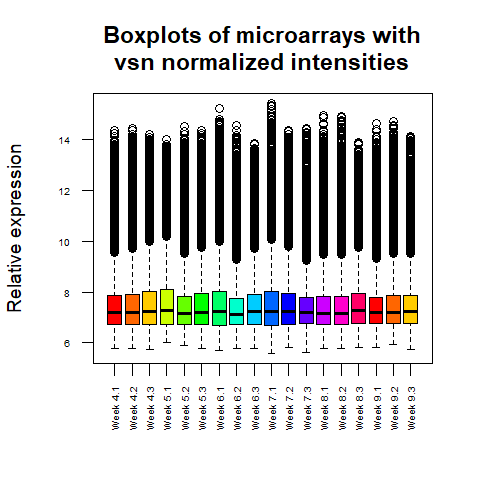 Boxplots of microarrays with
vsn normalized intensities
Relative expression
14
12
10
8
6
Week 4.1
Week 4.2
Week 4.3
Week 5.1
Week 5.2
Week 5.3
Week 6.1
Week 6.2
Week 6.3
Week 7.1
Week 7.2
Week 7.3
Week 8.1
Week 8.2
Week 8.3
Week 9.1
Week 9.2
Week 9.3